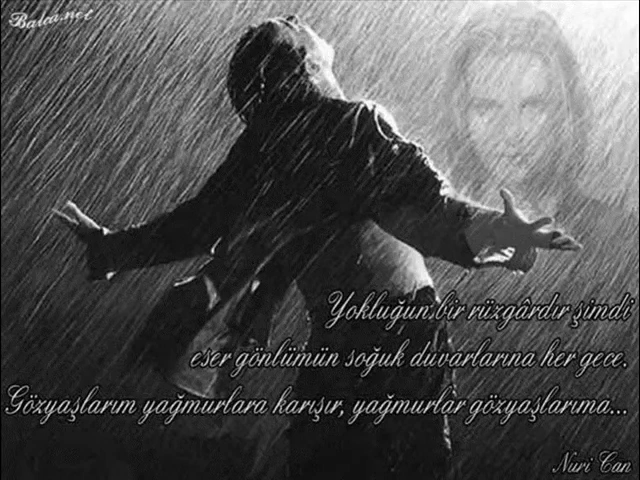 Balca.net
Yokluğun bir rüzgârdır şimdi
eser gönlümün soğuk duvarlarına her gece.
Gözyaşlarım yağmurlara karışır, yağmurlar gözyaşlarıma...
Nuri Can